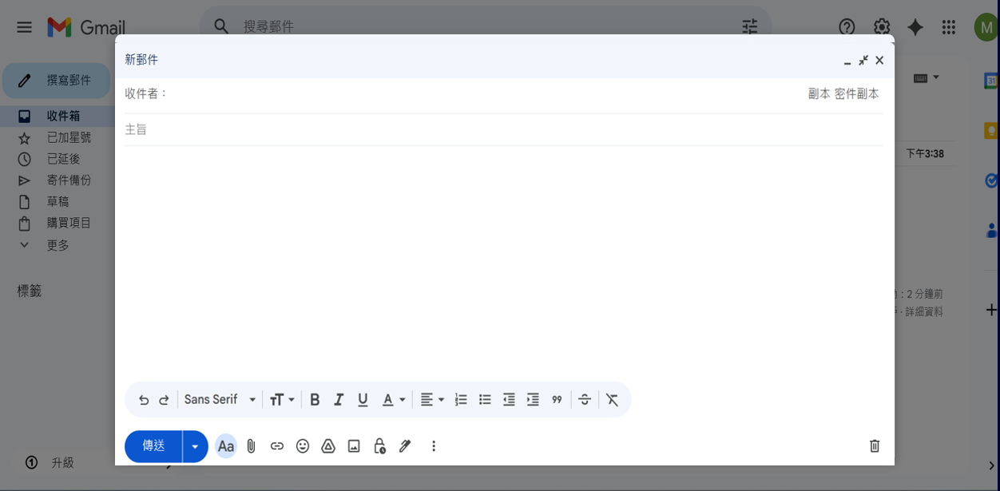 Gmail
搜尋郵件
M
撰寫郵件
收件箱
已加星號
已延後
寄件備份
草稿
購買項目
更多
標籤
升級
新郵件
收件者：
副本 密件副本
主旨
下午3:38
：2 分鐘前
· 詳細資料
31
Sans Serif
傳送
Aa